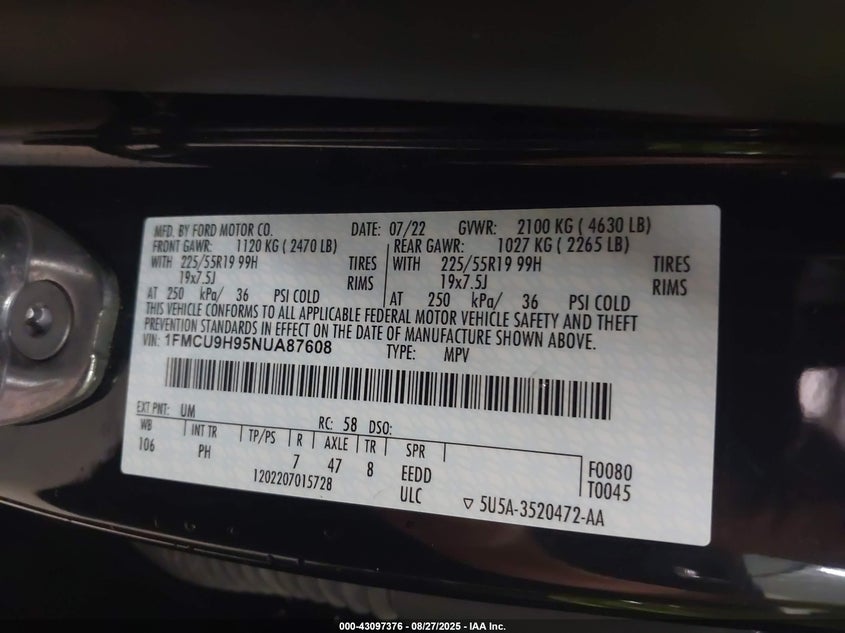 MFD. BY FORD MOTOR CO. DATE: 07/22 GVWR: 2100 KG ( 4630 LB)
FRONT GAWR: 1120 KG ( 2470 LB) REAR GAWR: 1027 KG ( 2265 LB)
WITH 225/55R19 99H TIRES WITH 225/55R19 99H TIRES
19x7.5J RIMS 19x7.5J RIMS
AT 250 kPa/ 36 PSI COLD AT 250 kPa/ 36 PSI COLD
THIS VEHICLE CONFORMS TO ALL APPLICABLE FEDERAL MOTOR VEHICLE SAFETY AND THEFT
PREVENTION STANDARDS IN EFFECT ON THE DATE OF MANUFACTURE SHOWN ABOVE.
VIN: 1FMCU9H95NUA87608 TYPE: MPV
EXT PNT: UM RC: 58 DSO:
WB INT TR TP/PS R AXLE TR SPR F0080
106 PH 7 47 8 EEDD T0045
1202207015728 ULC ▽ 5U5A-3520472-AA
000-43097376 - 08/27/2025 - IAA Inc.